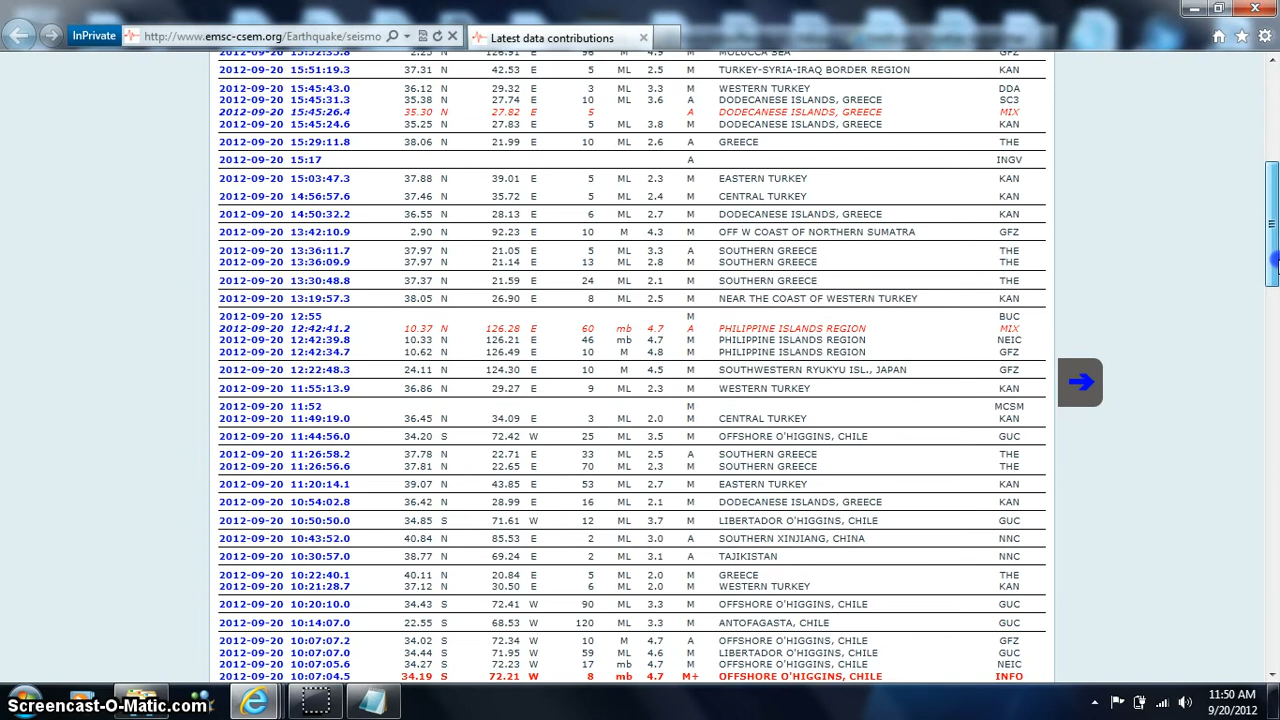 InPrivate http://www.emsc-csem.org/Earthquake/seismo Latest data contributions
2012-09-20 15:52:35.8 2.25 N 126.91 E 96 M 4.9 M MOLUCCA SEA GFZ
2012-09-20 15:51:19.3 37.31 N 42.53 E 5 ML 2.5 M TURKEY-SYRIA-IRAQ BORDER REGION KAN
2012-09-20 15:45:43.0 36.12 N 29.32 E 3 ML 3.3 M WESTERN TURKEY DDA
2012-09-20 15:45:31.3 35.38 N 27.74 E 10 ML 3.6 A DODECANESE ISLANDS, GREECE SC3
2012-09-20 15:45:26.4 35.30 N 27.82 E 5 A DODECANESE ISLANDS, GREECE MIX
2012-09-20 15:45:24.6 35.25 N 27.83 E 5 ML 3.8 M DODECANESE ISLANDS, GREECE KAN
2012-09-20 15:29:11.8 38.06 N 21.99 E 10 ML 2.6 A GREECE THE
2012-09-20 15:17 A INGV
2012-09-20 15:03:47.3 37.88 N 39.01 E 5 ML 2.3 M EASTERN TURKEY KAN
2012-09-20 14:56:57.6 37.46 N 35.72 E 5 ML 2.4 M CENTRAL TURKEY KAN
2012-09-20 14:50:32.2 36.55 N 28.13 E 6 ML 2.7 M DODECANESE ISLANDS, GREECE KAN
2012-09-20 13:42:10.9 2.90 N 92.23 E 10 M 4.3 M OFF W COAST OF NORTHERN SUMATRA GFZ
2012-09-20 13:36:11.7 37.97 N 21.05 E 5 ML 3.3 A SOUTHERN GREECE THE
2012-09-20 13:36:09.9 37.97 N 21.14 E 13 ML 2.8 M SOUTHERN GREECE THE
2012-09-20 13:30:48.8 37.37 N 21.59 E 24 ML 2.1 M SOUTHERN GREECE THE
2012-09-20 13:19:57.3 38.05 N 26.90 E 8 ML 2.5 M NEAR THE COAST OF WESTERN TURKEY KAN
2012-09-20 12:55 M BUC
2012-09-20 12:42:41.2 10.37 N 126.28 E 60 mb 4.7 A PHILIPPINE ISLANDS REGION MIX
2012-09-20 12:42:39.8 10.33 N 126.21 E 46 mb 4.7 M PHILIPPINE ISLANDS REGION NEIC
2012-09-20 12:42:34.7 10.62 N 126.49 E 10 M 4.8 M PHILIPPINE ISLANDS REGION GFZ
2012-09-20 12:22:48.3 24.11 N 124.30 E 10 M 4.5 M SOUTHWESTERN RYUKYU ISL., JAPAN GFZ
2012-09-20 11:55:13.9 36.86 N 29.27 E 9 ML 2.3 M WESTERN TURKEY KAN
2012-09-20 11:52 M MCSM
2012-09-20 11:49:19.0 36.45 N 34.09 E 3 ML 2.0 M CENTRAL TURKEY KAN
2012-09-20 11:44:56.0 34.20 S 72.42 W 25 ML 3.5 M OFFSHORE O'HIGGINS, CHILE GUC
2012-09-20 11:26:58.2 37.78 N 22.71 E 33 ML 2.5 A SOUTHERN GREECE THE
2012-09-20 11:26:56.6 37.81 N 22.65 E 70 ML 2.3 M SOUTHERN GREECE THE
2012-09-20 11:20:14.1 39.07 N 43.85 E 53 ML 2.7 M EASTERN TURKEY KAN
2012-09-20 10:54:02.8 36.42 N 28.99 E 16 ML 2.1 M DODECANESE ISLANDS, GREECE KAN
2012-09-20 10:50:50.0 34.85 S 71.61 W 12 ML 3.7 M LIBERTADOR O'HIGGINS, CHILE GUC
2012-09-20 10:43:52.0 40.84 N 85.53 E 2 ML 3.0 A SOUTHERN XINJIANG, CHINA NNC
2012-09-20 10:30:57.0 38.77 N 69.24 E 2 ML 3.1 A TAJIKISTAN NNC
2012-09-20 10:22:40.1 40.11 N 20.84 E 5 ML 2.0 M GREECE THE
2012-09-20 10:21:28.7 37.12 N 30.50 E 6 ML 2.0 M WESTERN TURKEY KAN
2012-09-20 10:20:10.0 34.43 S 72.41 W 90 ML 3.3 M OFFSHORE O'HIGGINS, CHILE GUC
2012-09-20 10:14:07.0 22.55 S 68.53 W 120 ML 3.3 M ANTOFAGASTA, CHILE GUC
2012-09-20 10:07:07.2 34.02 S 72.34 W 10 M 4.7 A OFFSHORE O'HIGGINS, CHILE GFZ
2012-09-20 10:07:07.0 34.44 S 71.95 W 59 ML 4.6 M LIBERTADOR O'HIGGINS, CHILE GUC
2012-09-20 10:07:05.6 34.27 S 72.23 W 17 mb 4.7 M OFFSHORE O'HIGGINS, CHILE NEIC
2012-09-20 10:07:04.5 34.19 S 72.21 W 8 mb 4.7 M+ OFFSHORE O'HIGGINS, CHILE INFO
Screencast-O-Matic.com
11:50 AM
9/20/2012